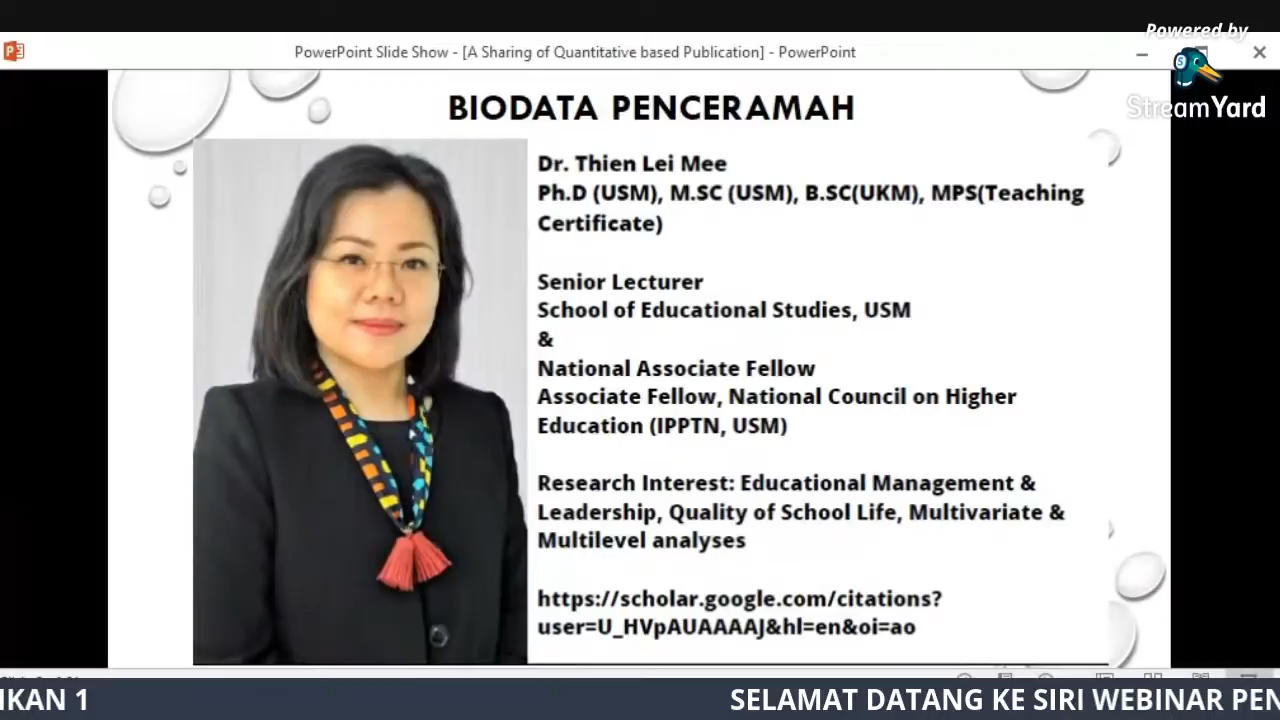 Powered by
StreamYard
PowerPoint Slide Show - [A Sharing of Quantitative based Publication] - PowerPoint
BIODATA PENCERAMAH
Dr. Thien Lei Mee
Ph.D (USM), M.SC (USM), B.SC(UKM), MPS(Teaching
Certificate)
Senior Lecturer
School of Educational Studies, USM
&
National Associate Fellow
Associate Fellow, National Council on Higher
Education (IPPTN, USM)
Research Interest: Educational Management &
Leadership, Quality of School Life, Multivariate &
Multilevel analyses
https://scholar.google.com/citations?
user=U_HVpAUAAAAJ&hl=en&oi=ao
IKAN 1
SELAMAT DATANG KE SIRI WEBINAR PEN